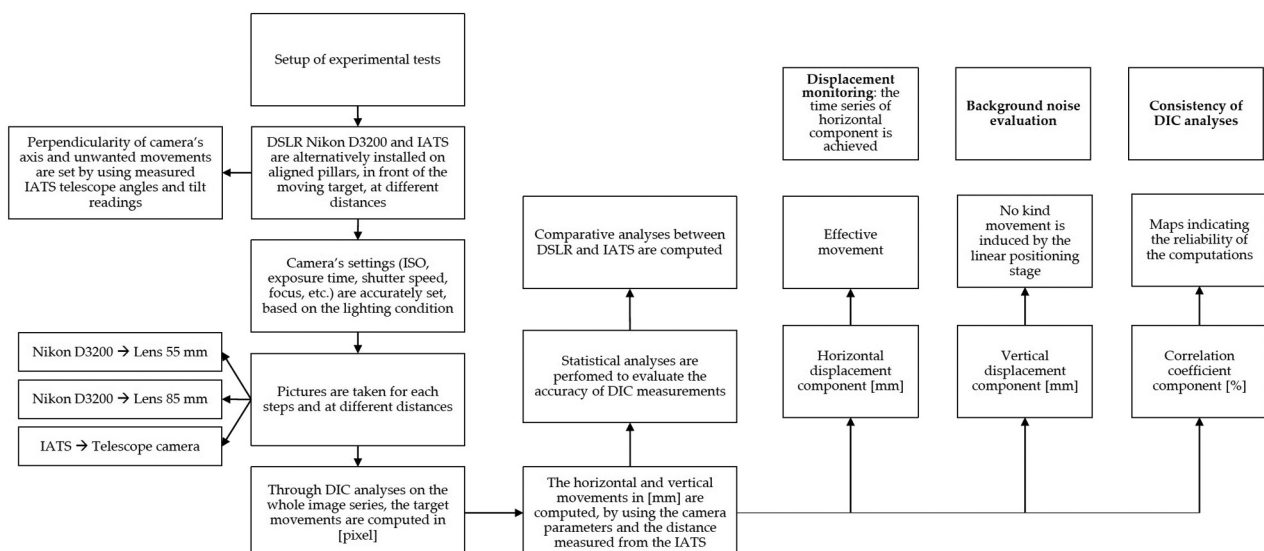 Setup of experimental tests
Perpendicularity of camera's
axis and unwanted movements
are set by using measured
IATS telescope angles and tilt
readings
DSLR Nikon D3200 and IATS
are alternatively installed on
aligned pillars, in front of the
moving target, at different
distances
Camera's settings (ISO,
exposure time, shutter speed,
focus, etc.) are accurately set,
based on the lighting condition
Nikon D3200 → Lens 55 mm
Nikon D3200 → Lens 85 mm
IATS → Telescope camera
Pictures are taken for each
steps and at different distances
Through DIC analyses on the
whole image series, the target
movements are computed in
[pixel]
The horizontal and vertical
movements in [mm] are
computed, by using the camera
parameters and the distance
measured from the IATS
Statistical analyses are
perfomed to evaluate the
accuracy of DIC measurements
Comparative analyses between
DSLR and IATS are computed
Displacement
monitoring: the
time series of
horizontal
component is
achieved
Effective
movement
Horizontal
displacement
component [mm]
Background noise
evaluation
No kind
movement is
induced by the
linear positioning
stage
Vertical
displacement
component [mm]
Consistency of
DIC analyses
Maps indicating
the reliability of
the computations
Correlation
coefficient
component [%]